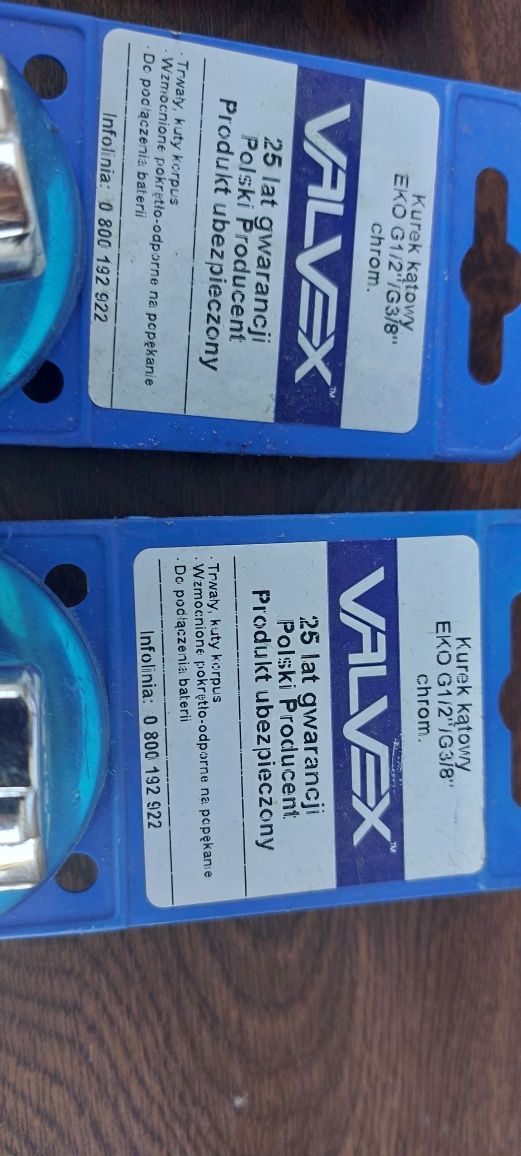 Kurek kątowy
EKO G1/2"/G3/8"
chrom.
VALVEX™
25 lat gwarancji
Polski Producent
Produkt ubezpieczony
· Trwały, kuty korpus
· Wzmocnione pokrętło-odporne na popękanie
· Do podłączenia baterii
Infolinia: 0 800 192 922
Kurek kątowy
EKO G1/2"/G3/8"
chrom.
VALVEX™
25 lat gwarancji
Polski Producent
Produkt ubezpieczony
· Trwały, kuty korpus
· Wzmocnione pokrętło-odporne na popękanie
· Do podłączenia baterii
Infolinia: 0 800 192 922